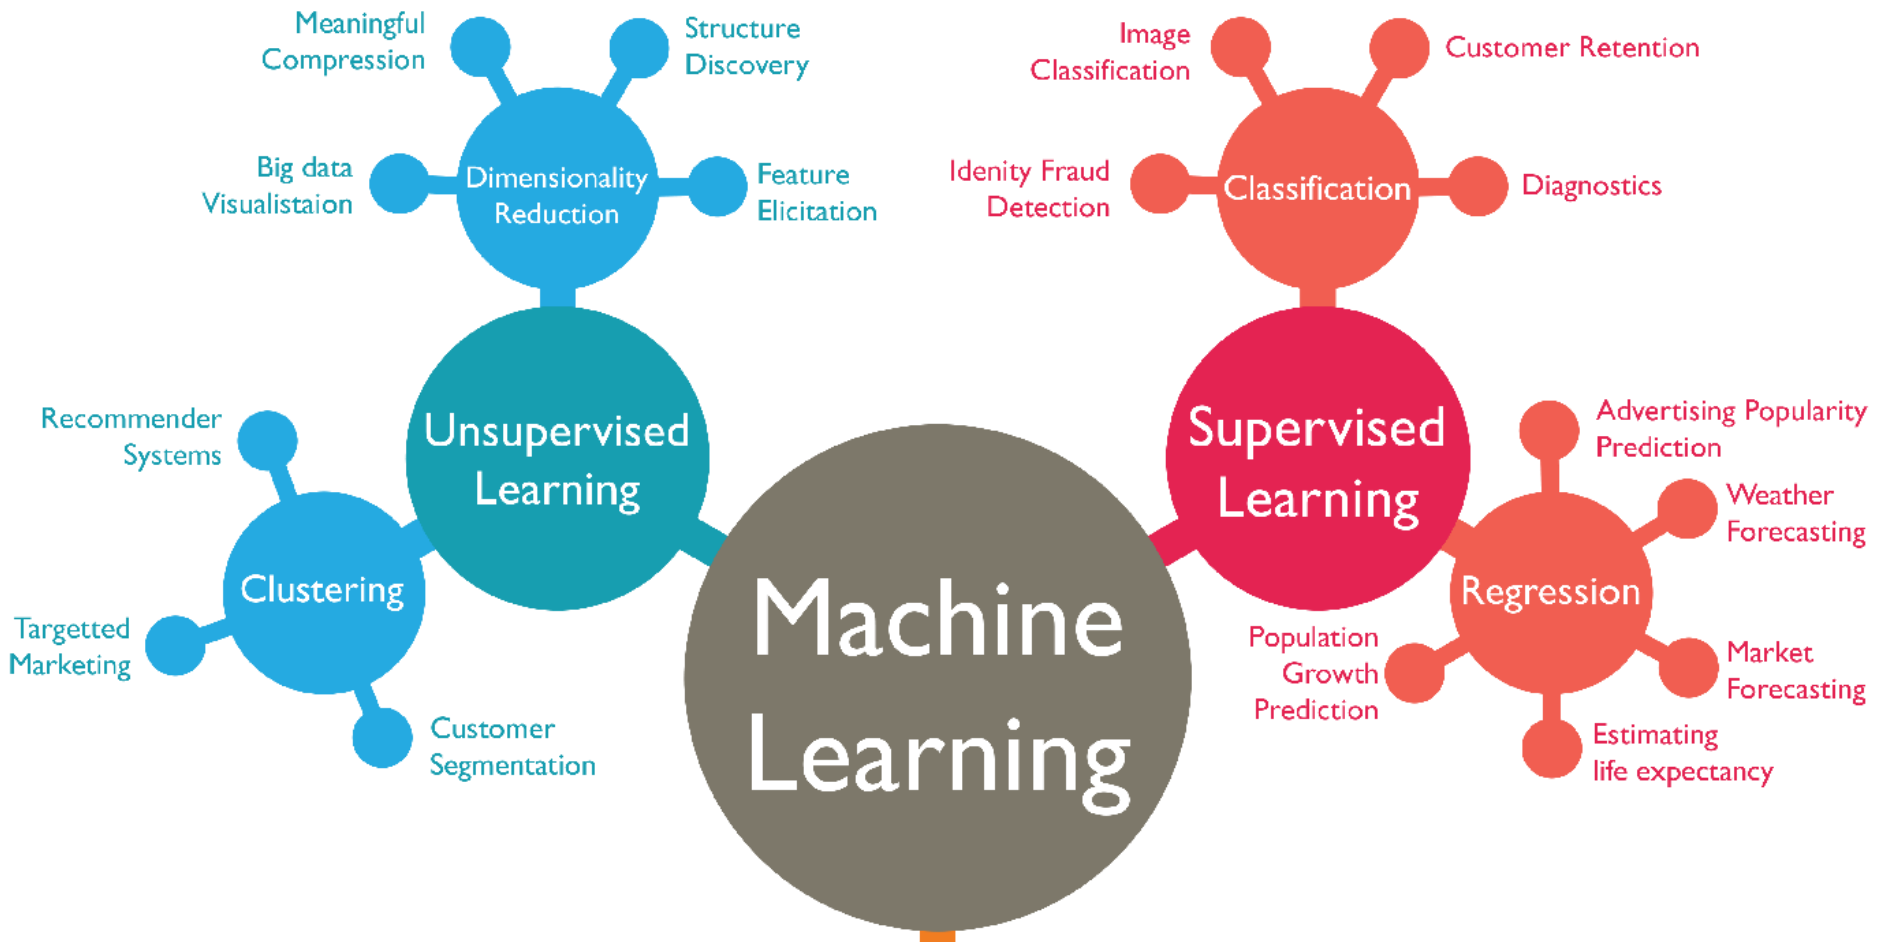 Meaningful
Compression
Structure
Discovery
Big data
Visualistaion
Dimensionality
Reduction
Feature
Elicitation
Image
Classification
Customer Retention
Idenity Fraud
Detection
Classification
Diagnostics
Recommender
Systems
Unsupervised
Learning
Clustering
Targetted
Marketing
Customer
Segmentation
Machine
Learning
Supervised
Learning
Advertising Popularity
Prediction
Weather
Forecasting
Regression
Population
Growth
Prediction
Market
Forecasting
Estimating
life expectancy